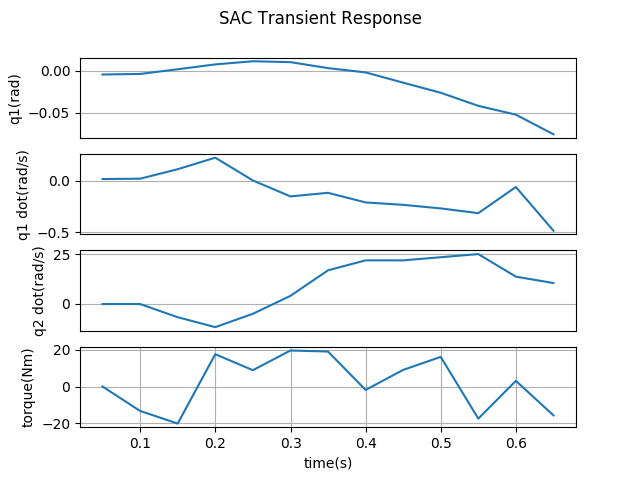 SAC Transient Response
0.00
−0.05
q1(rad)
0.0
−0.5
q1 dot(rad/s)
25
0
q2 dot(rad/s)
20
0
−20
torque(Nm)
0.1 0.2 0.3 0.4 0.5 0.6
time(s)